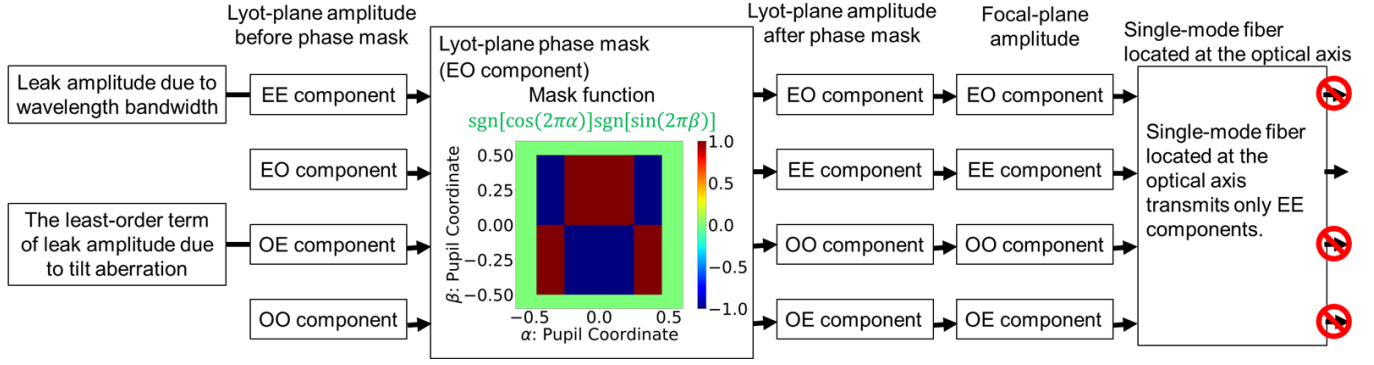 Lyot-plane amplitude
before phase mask
Leak amplitude due to
wavelength bandwidth
The least-order term
of leak amplitude due
to tilt aberration
EE component
EO component
OE component
OO component
Lyot-plane phase mask
(EO component)
Mask function
sgn[cos(2πα)]sgn[sin(2πβ)]
β: Pupil Coordinate
0.50
0.25
0.00
−0.25
−0.50
−0.5
0.0
0.5
α: Pupil Coordinate
1.0
0.5
0.0
−0.5
−1.0
Lyot-plane amplitude
after phase mask
EO component
EE component
OO component
OE component
Focal-plane
amplitude
EO component
EE component
OO component
OE component
Single-mode fiber
located at the optical axis
Single-mode fiber
located at the
optical axis
transmits only EE
components.